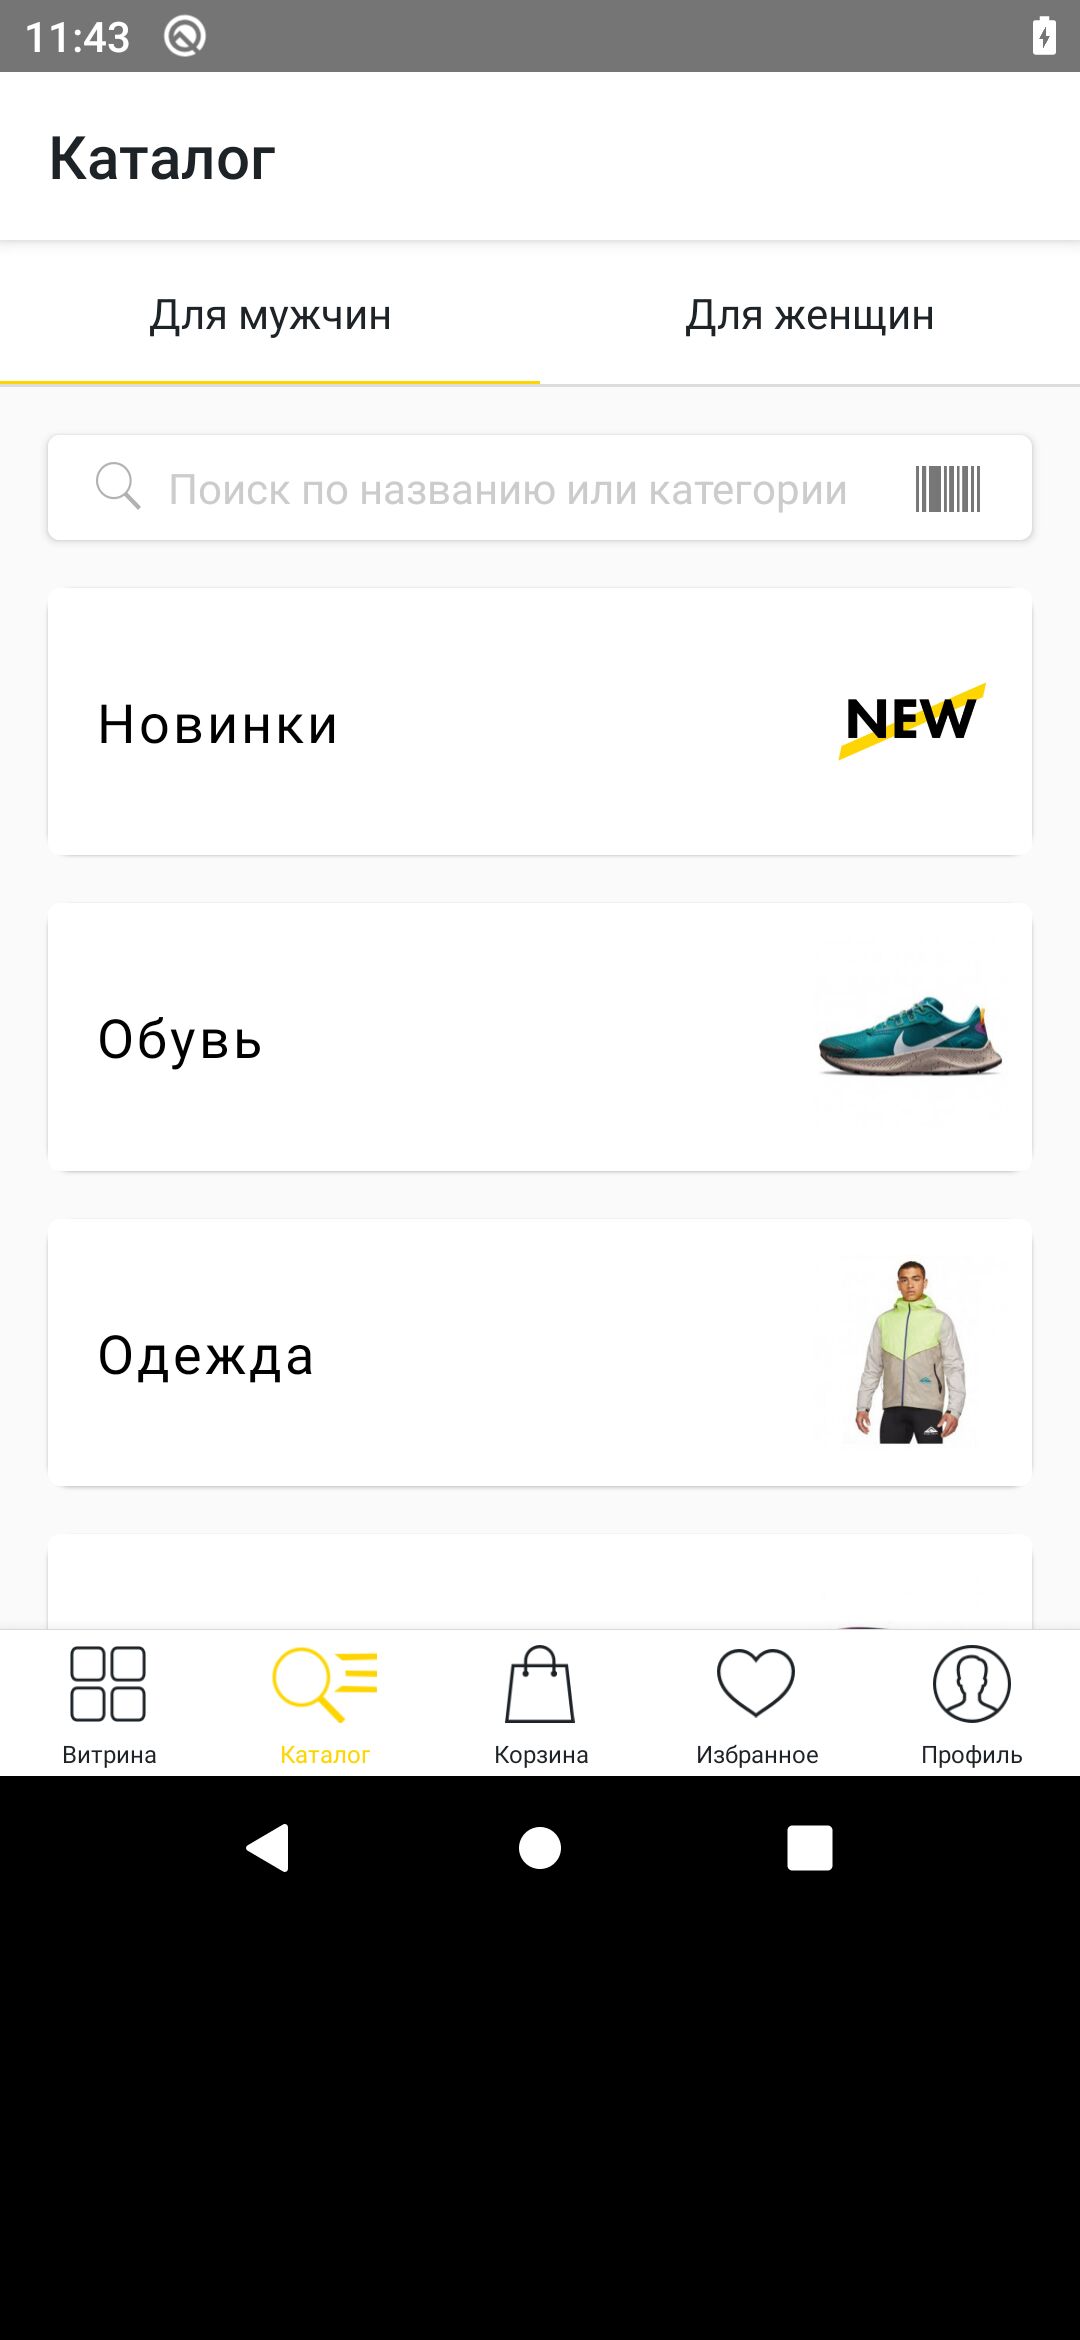 11:43
Каталог
Для мужчин
Для женщин
Поиск по названию или категории
Новинки
NEW
Обувь
Одежда
Витрина
Каталог
Корзина
Избранное
Профиль